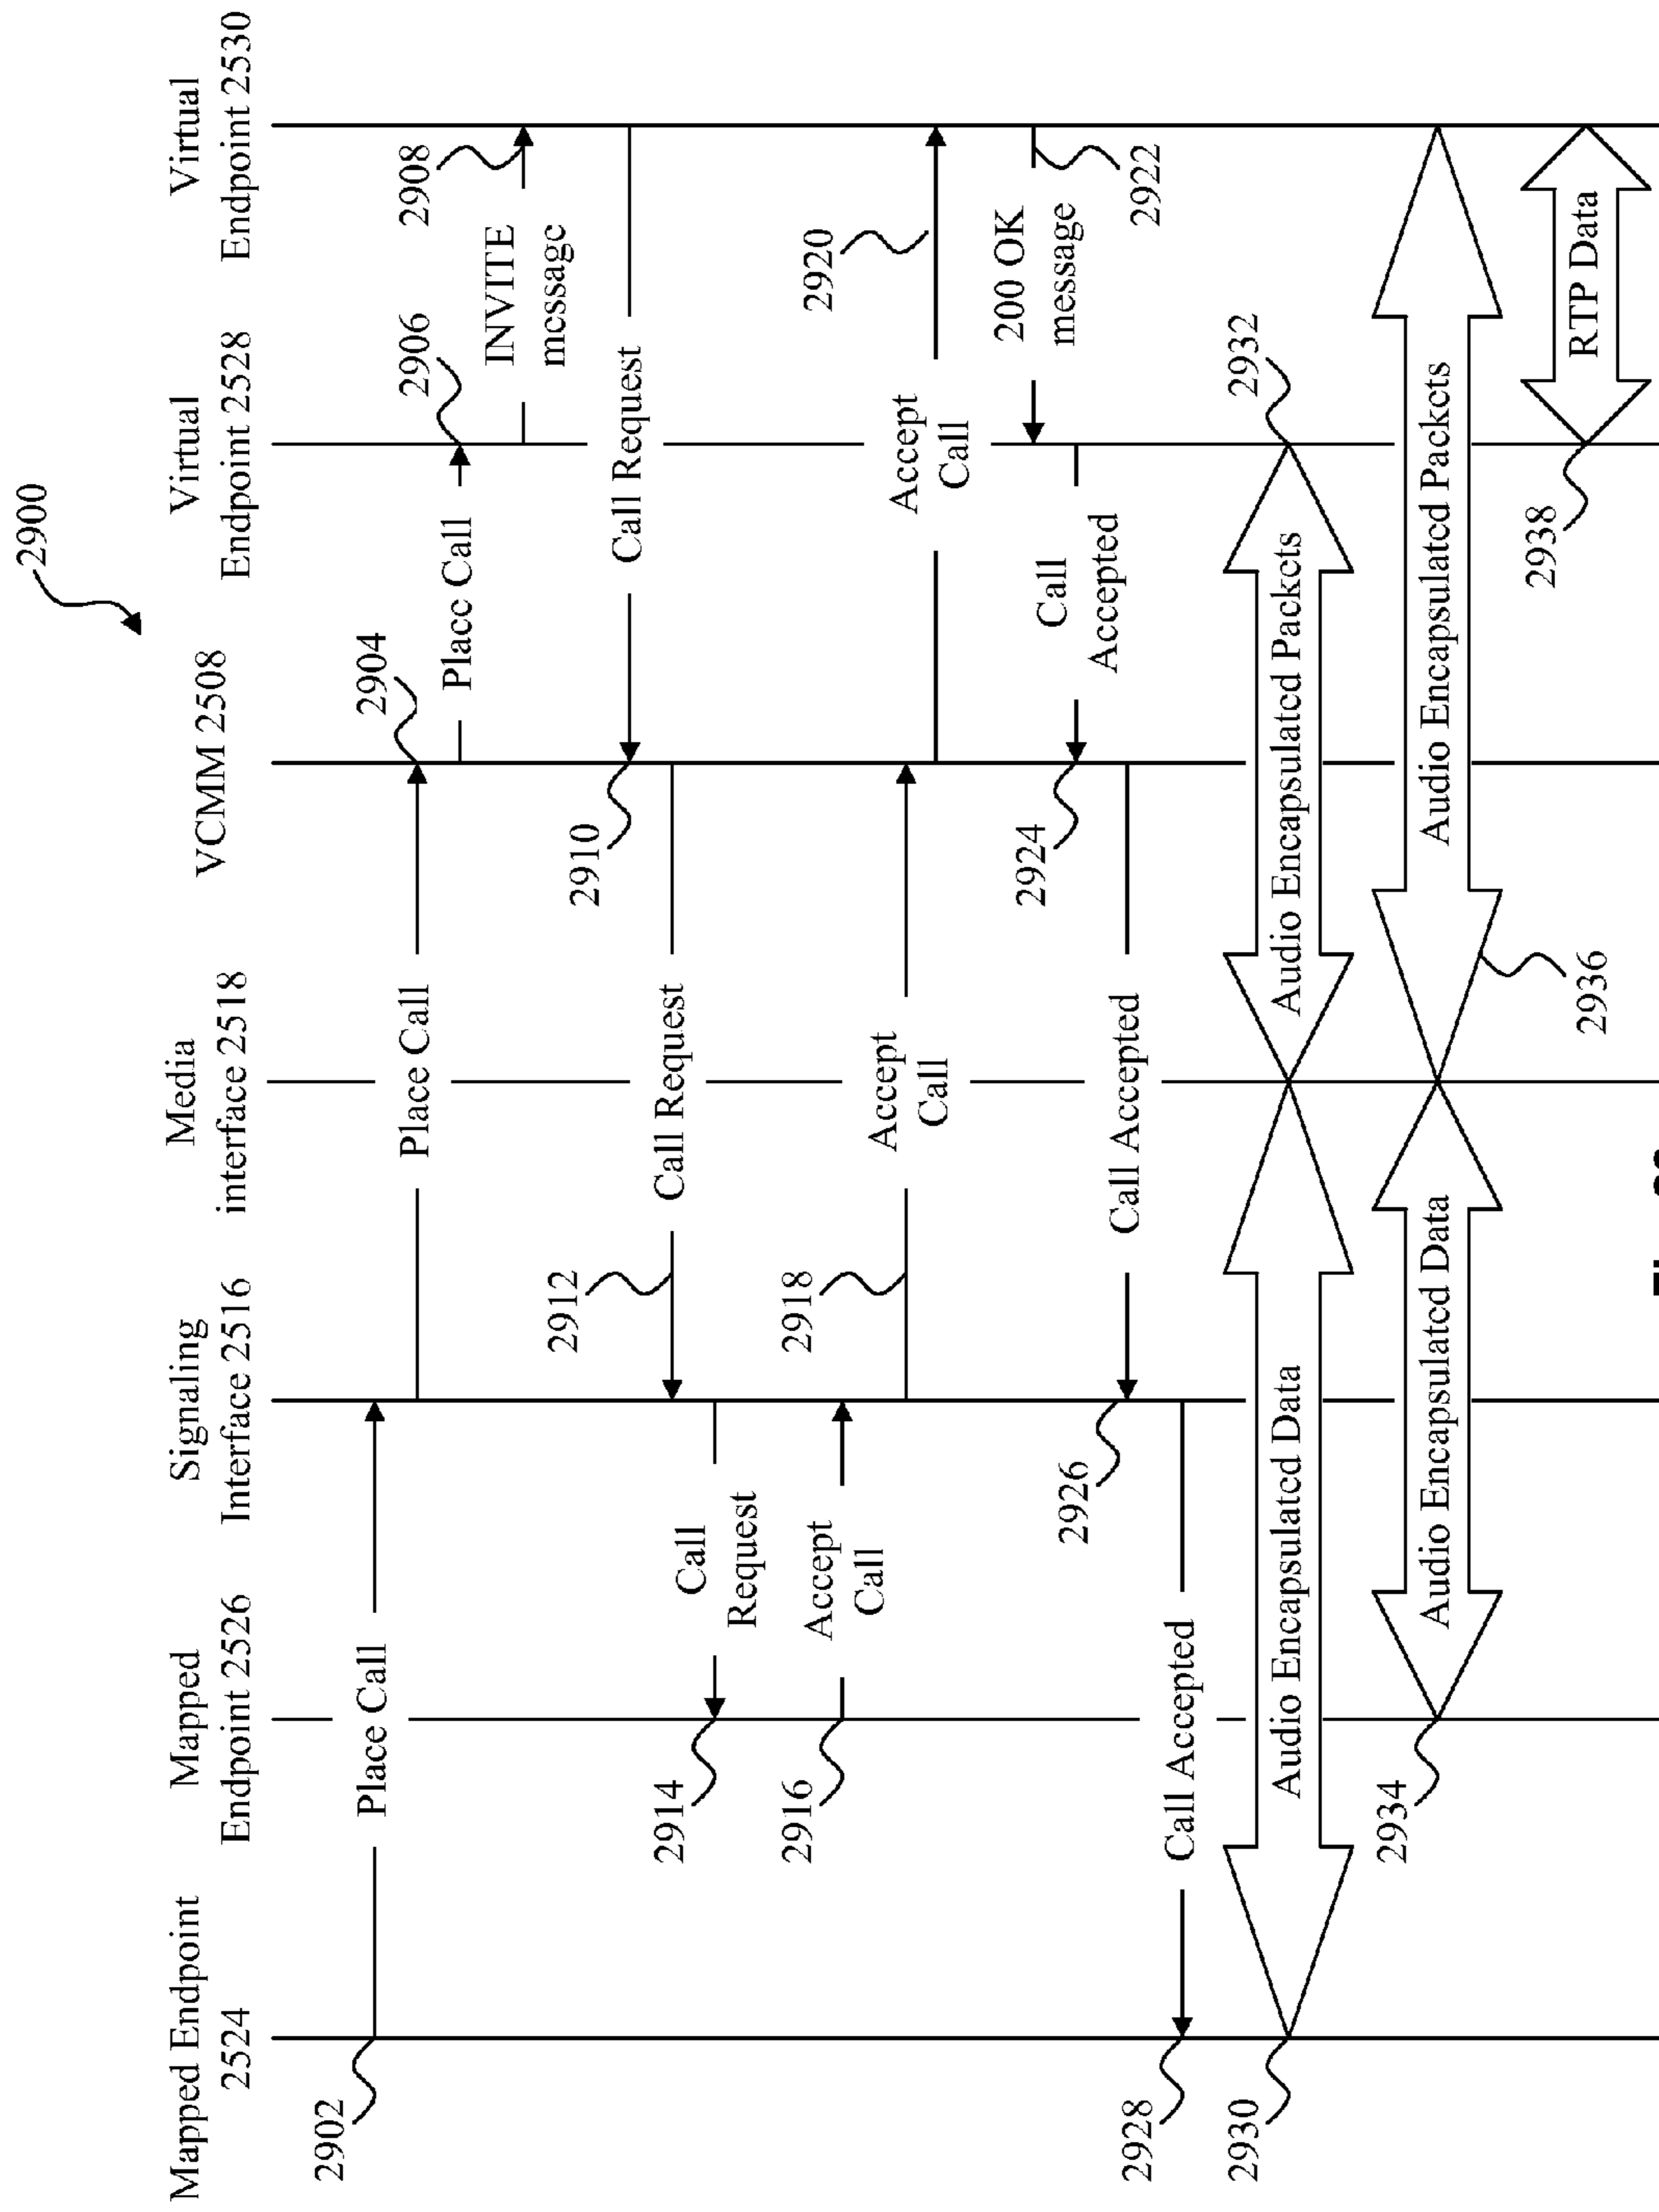 2900
Mapped Endpoint
2524
Mapped
Endpoint 2526
Signaling
Interface 2516
Media
interface 2518
VCMM 2508
Virtual
Endpoint 2528
Virtual
Endpoint 2530
2902
Place Call
Place Call
2904
Place Call
2906
INVITE
message
2908
Call Request
2910
Call Request
2912
Call
Request
2914
Accept
Call
2916
Accept
Call
2918
Accept
Call
2920
200 OK
message
2922
Call
Accepted
2924
Call Accepted
2926
Call Accepted
2928
2930
Audio Encapsulated Data
Audio Encapsulated Packets
2932
2934
Audio Encapsulated Data
Audio Encapsulated Packets
2936
RTP Data
2938